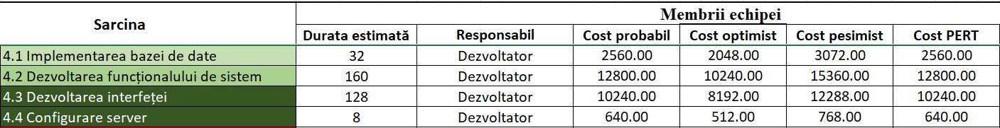 Sarcina
Membrii echipei
Durata estimată Responsabil Cost probabil Cost optimist Cost pesimist Cost PERT
4.1 Implementarea bazei de date 32 Dezvoltator 2560.00 2048.00 3072.00 2560.00
4.2 Dezvoltarea funcționalului de sistem 160 Dezvoltator 12800.00 10240.00 15360.00 12800.00
4.3 Dezvoltarea interfeței 128 Dezvoltator 10240.00 8192.00 12288.00 10240.00
4.4 Configurare server 8 Dezvoltator 640.00 512.00 768.00 640.00